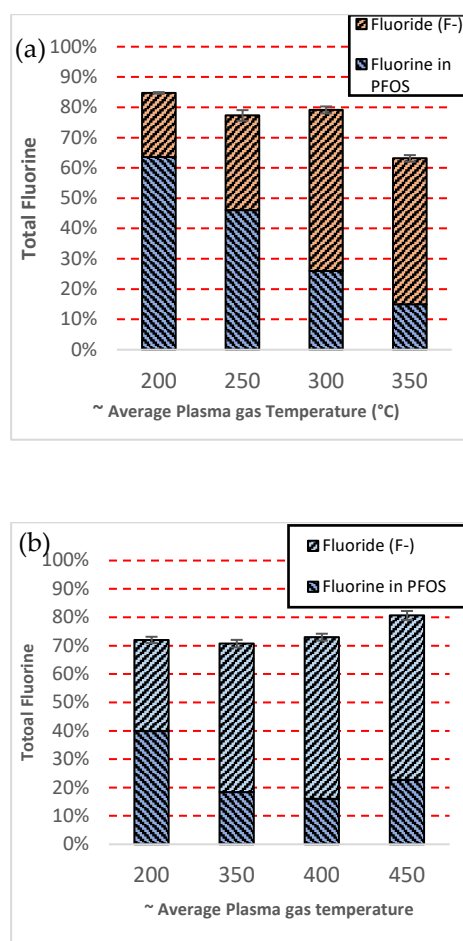 (a)
Fluoride (F-)
Fluorine in
PFOS
100%
90%
80%
70%
60%
50%
40%
30%
20%
10%
0%
Total Fluorine
200 250 300 350
~ Average Plasma gas Temperature (°C)
(b)
Fluoride (F-)
Fluorine in PFOS
100%
90%
80%
70%
60%
50%
40%
30%
20%
10%
0%
Totoal Fluorine
200 350 400 450
~ Average Plasma gas temperature